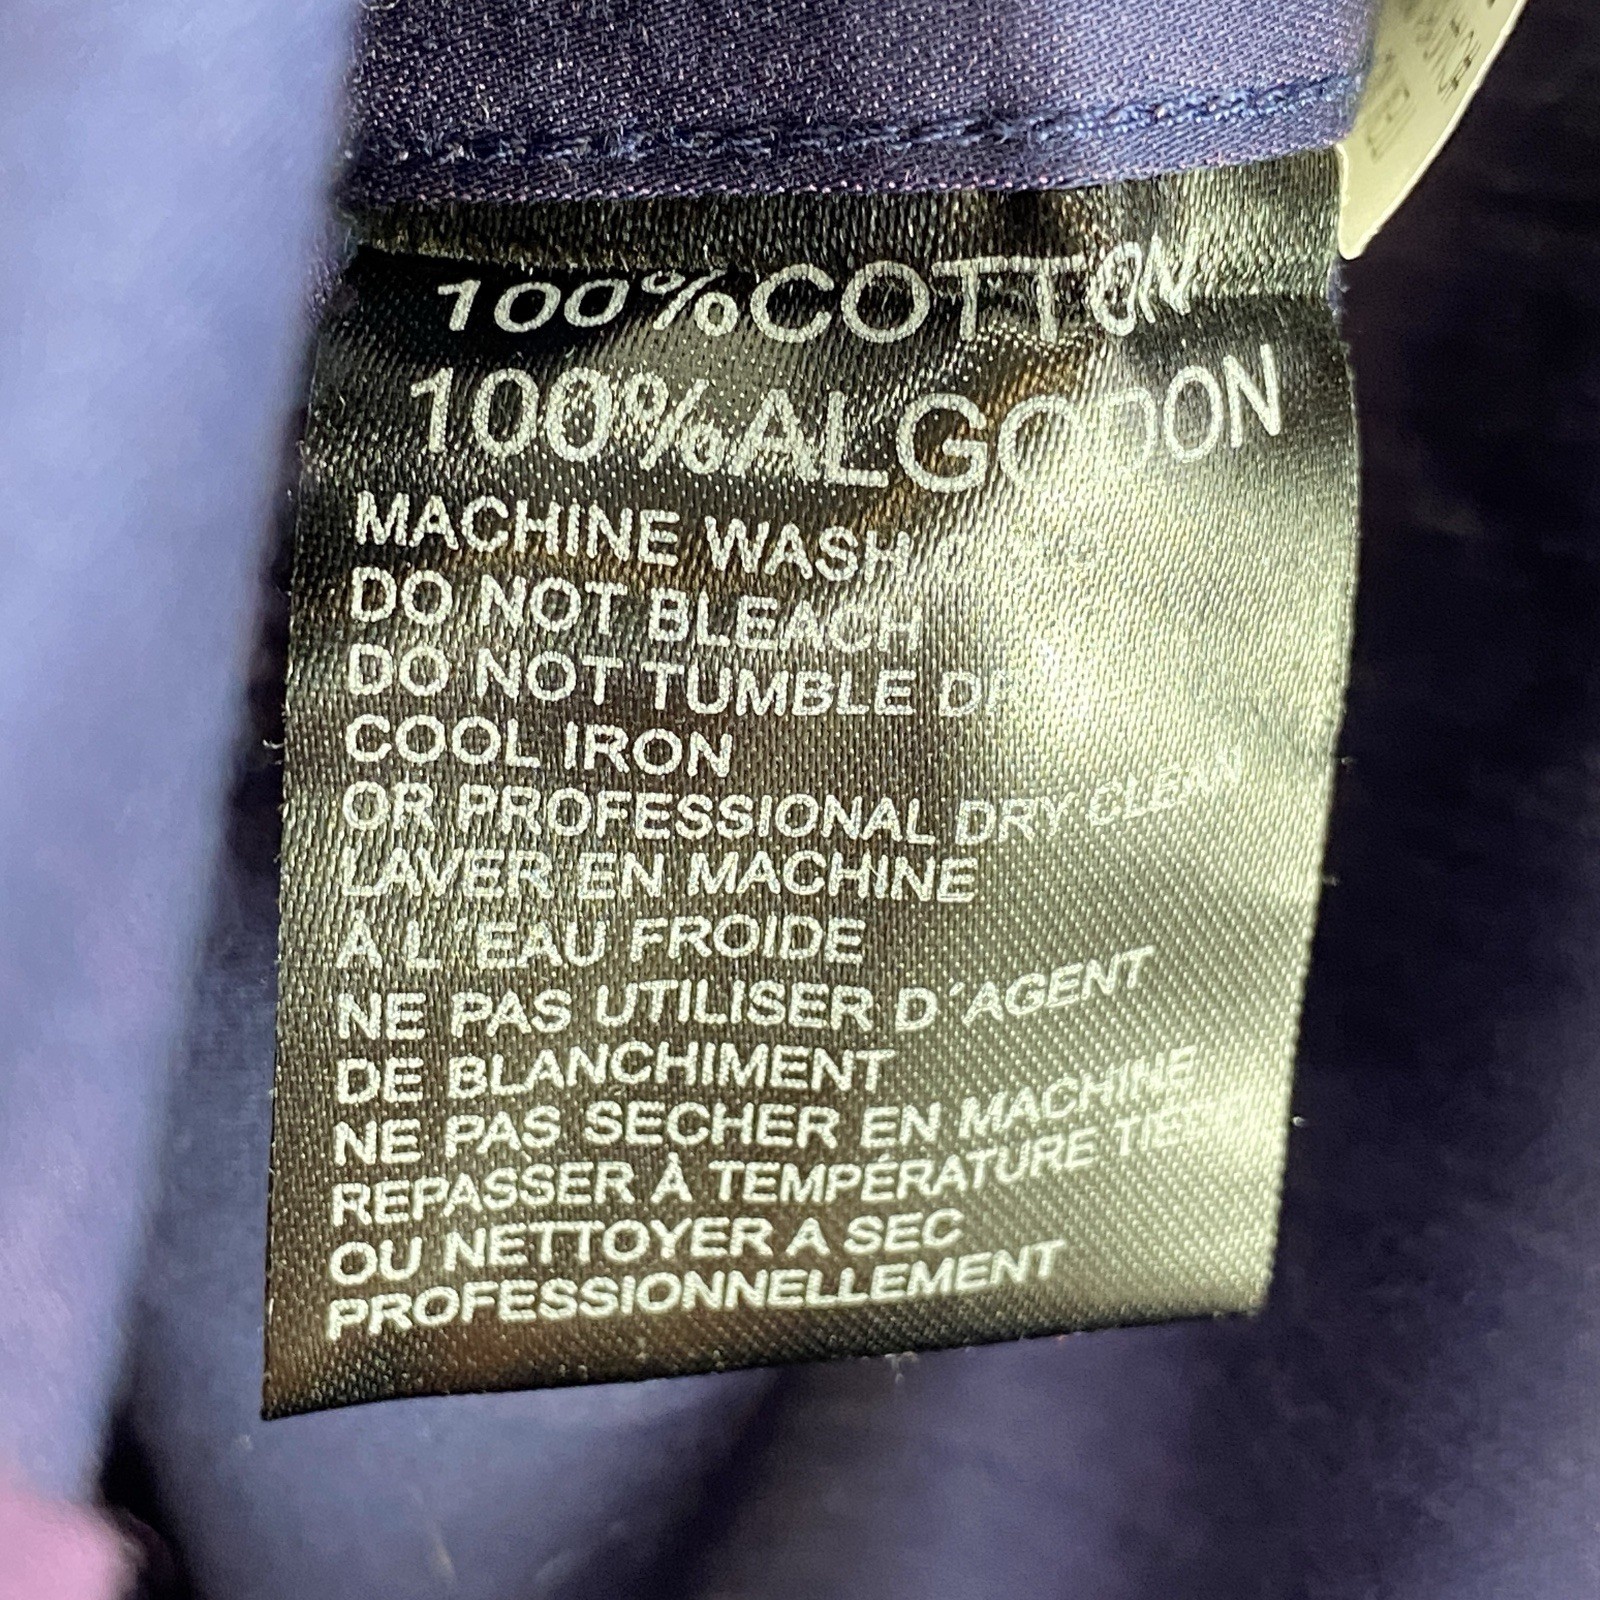 100%COTTON
100%ALGODON
MACHINE WASH
DO NOT BLEACH
DO NOT TUMBLE
COOL IRON
OR PROFESSIONAL DRY CLEAN
LAVER EN MACHINE
À L´EAU FROIDE
NE PAS UTILISER D´AGENT
DE BLANCHIMENT
NE PAS SECHER EN MACHINE
REPASSER À TEMPÉRATURE
OU NETTOYER A SEC
PROFESSIONNELLEMENT